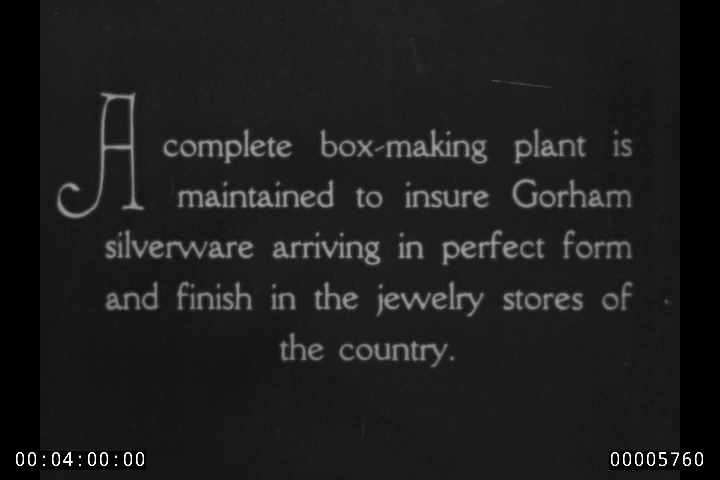 A complete box-making plant is
maintained to insure Gorham
silverware arriving in perfect form
and finish in the jewelry stores of
the country.
00:04:00:00 00005760